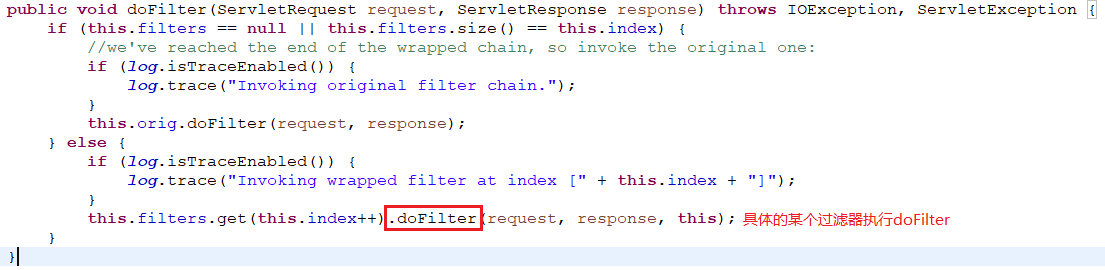 public void doFilter(ServletRequest request, ServletResponse response) throws IOException, ServletException {
    if (this.filters == null || this.filters.size() == this.index) {
        //we've reached the end of the wrapped chain, so invoke the original one:
        if (log.isTraceEnabled()) {
            log.trace("Invoking original filter chain.");
        }
        this.orig.doFilter(request, response);
    } else {
        if (log.isTraceEnabled()) {
            log.trace("Invoking wrapped filter at index [" + this.index + "]");
        }
        this.filters.get(this.index++).doFilter(request, response, this); 具体的某个过滤器执行doFilter
    }
}